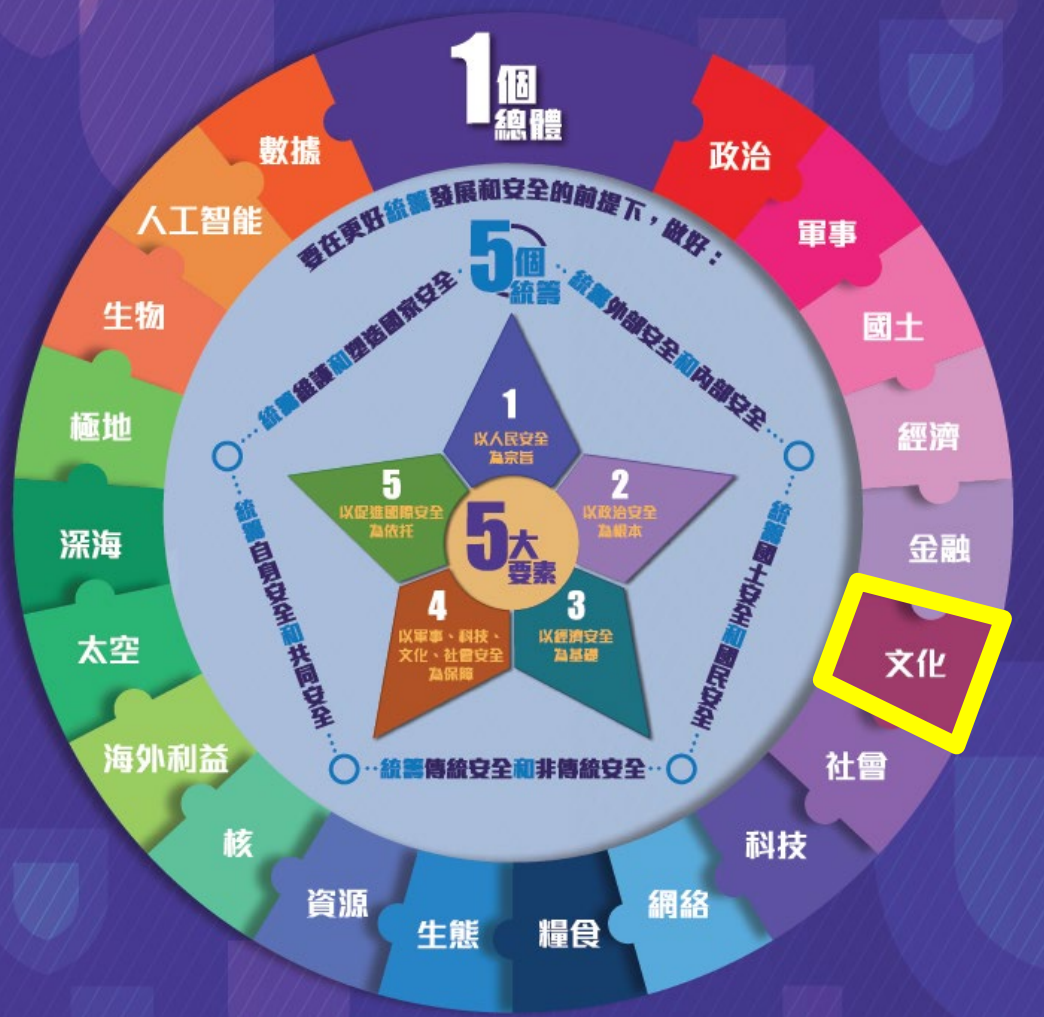 1個
總體
政治
軍事
國土
經濟
金融
文化
社會
科技
網絡
糧食
生態
資源
核
海外利益
太空
深海
極地
生物
人工智能
數據
要在更好統籌發展和安全的前提下，做好：
5個
統籌
統籌外部安全和內部安全
統籌國土安全和國民安全
統籌傳統安全和非傳統安全
統籌自身安全和共同安全
統籌維護和塑造國家安全
5大
要素
1
以人民安全
為宗旨
2
以政治安全
為根本
3
以經濟安全
為基礎
4
以軍事、科技、
文化、社會安全
為保障
5
以促進國際安全
為依托